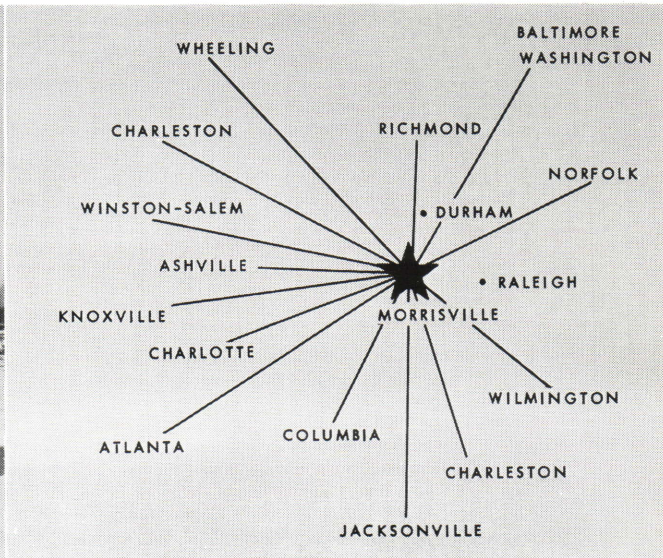 BALTIMORE
WASHINGTON
WHEELING
CHARLESTON
RICHMOND
NORFOLK
WINSTON-SALEM
DURHAM
ASHVILLE
RALEIGH
KNOXVILLE
MORRISVILLE
CHARLOTTE
WILMINGTON
COLUMBIA
ATLANTA
CHARLESTON
JACKSONVILLE